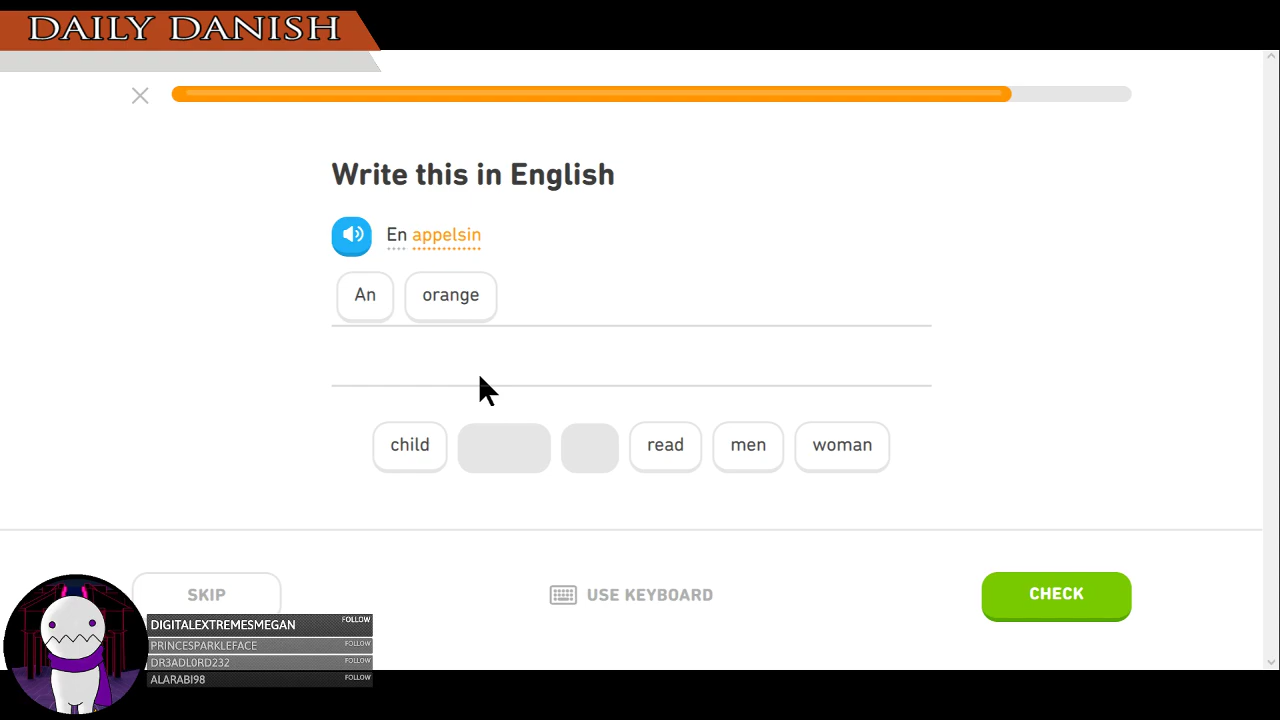 DAILY DANISH
Write this in English
En appelsin
An orange
child read men woman
SKIP USE KEYBOARD CHECK
DIGITALEXTREMESMEGAN FOLLOW
PRINCESPARKLEFACE FOLLOW
DR3ADL0RD232 FOLLOW
ALARABI98 FOLLOW